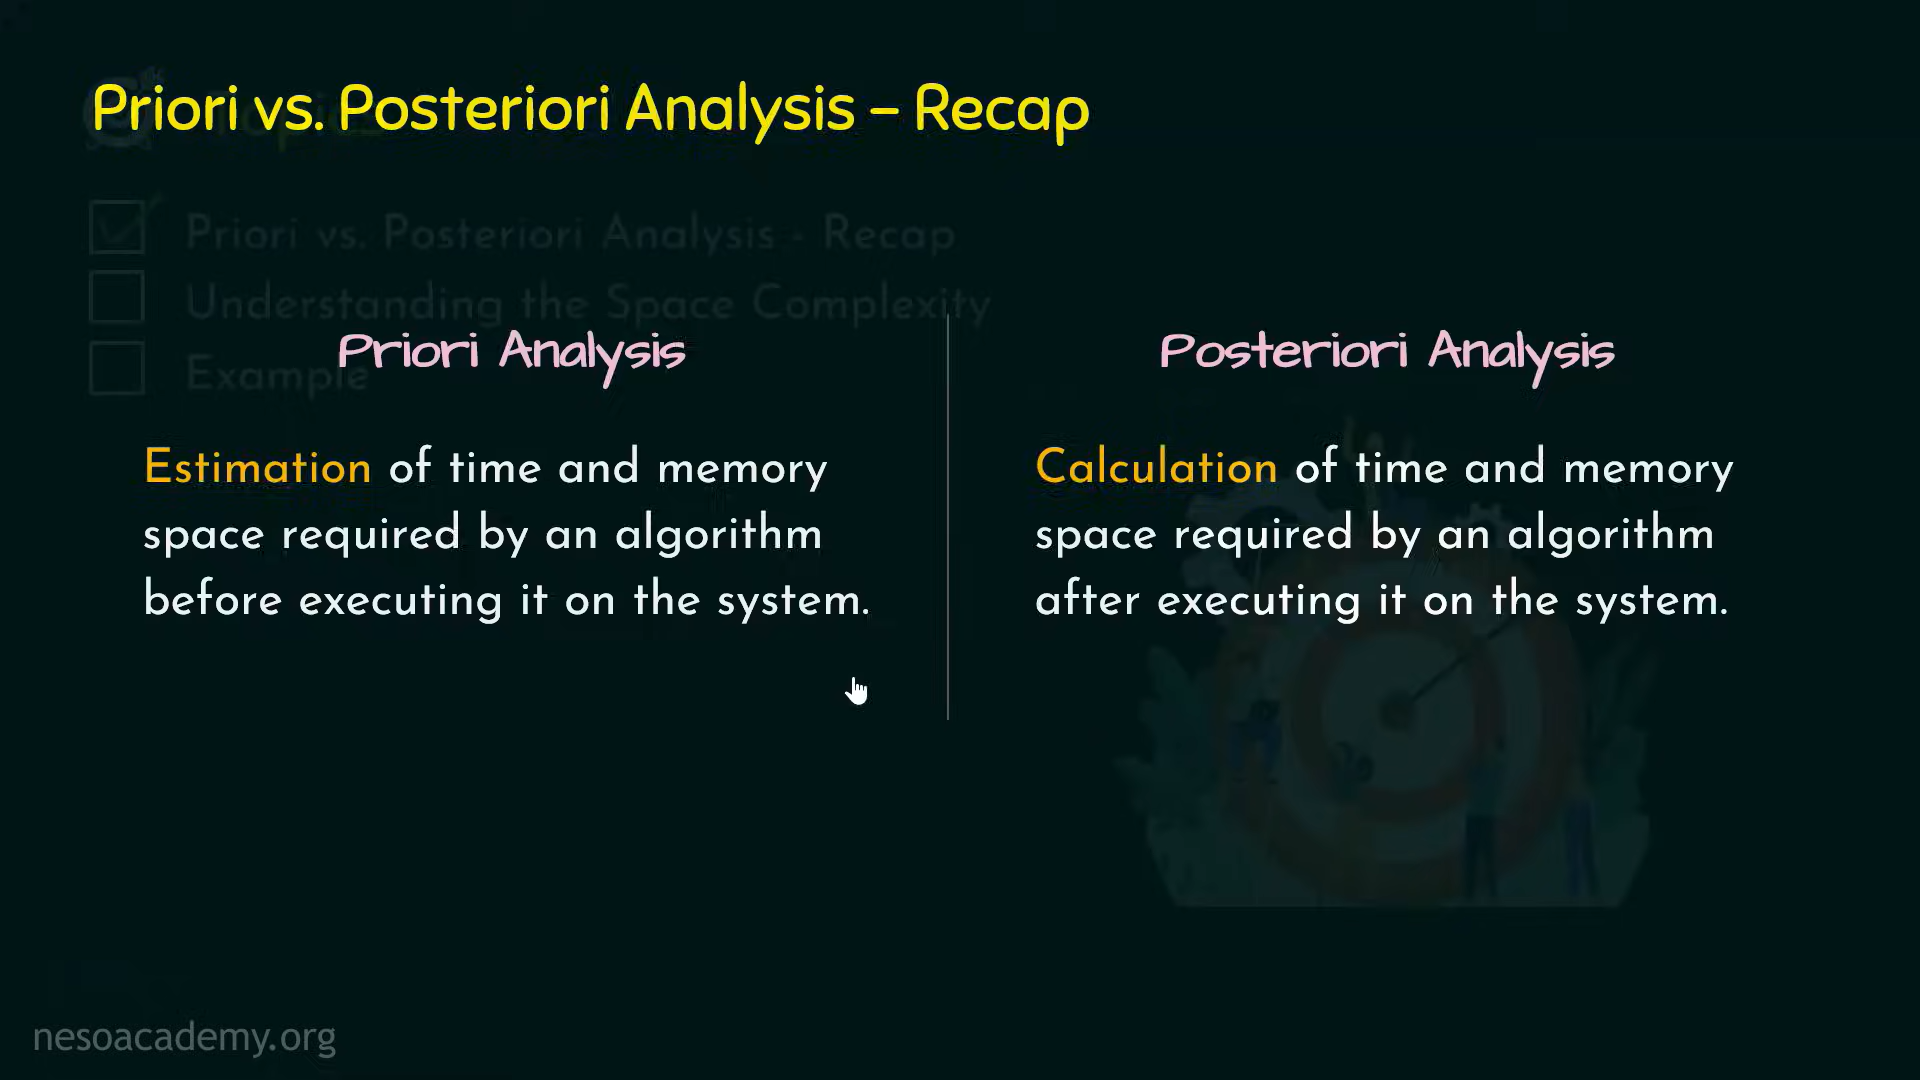 Priori vs. Posteriori Analysis – Recap
Priori vs. Posteriori Analysis - Recap
Understanding the Space Complexity
Example
Priori Analysis
Estimation of time and memory
space required by an algorithm
before executing it on the system.
Posteriori Analysis
Calculation of time and memory
space required by an algorithm
after executing it on the system.
nesoacademy.org